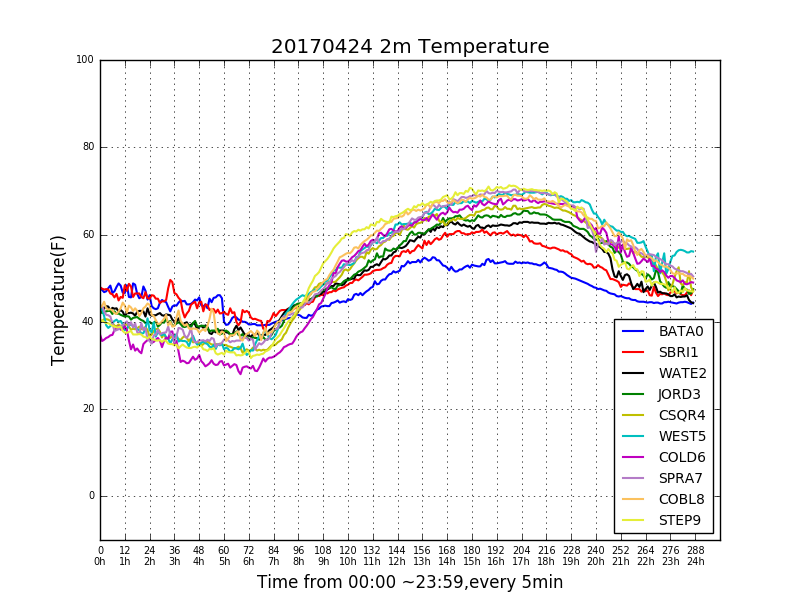 20170424 2m Temperature
100
80
60
40
20
0
Temperature(F)
BATA0
SBRI1
WATE2
JORD3
CSQR4
WEST5
COLD6
SPRA7
COBL8
STEP9
0 12 24 36 48 60 72 84 96 108 120 132 144 156 168 180 192 204 216 228 240 252 264 276 288
0h 1h 2h 3h 4h 5h 6h 7h 8h 9h 10h 11h 12h 13h 14h 15h 16h 17h 18h 19h 20h 21h 22h 23h 24h
Time from 00:00 ~23:59,every 5min